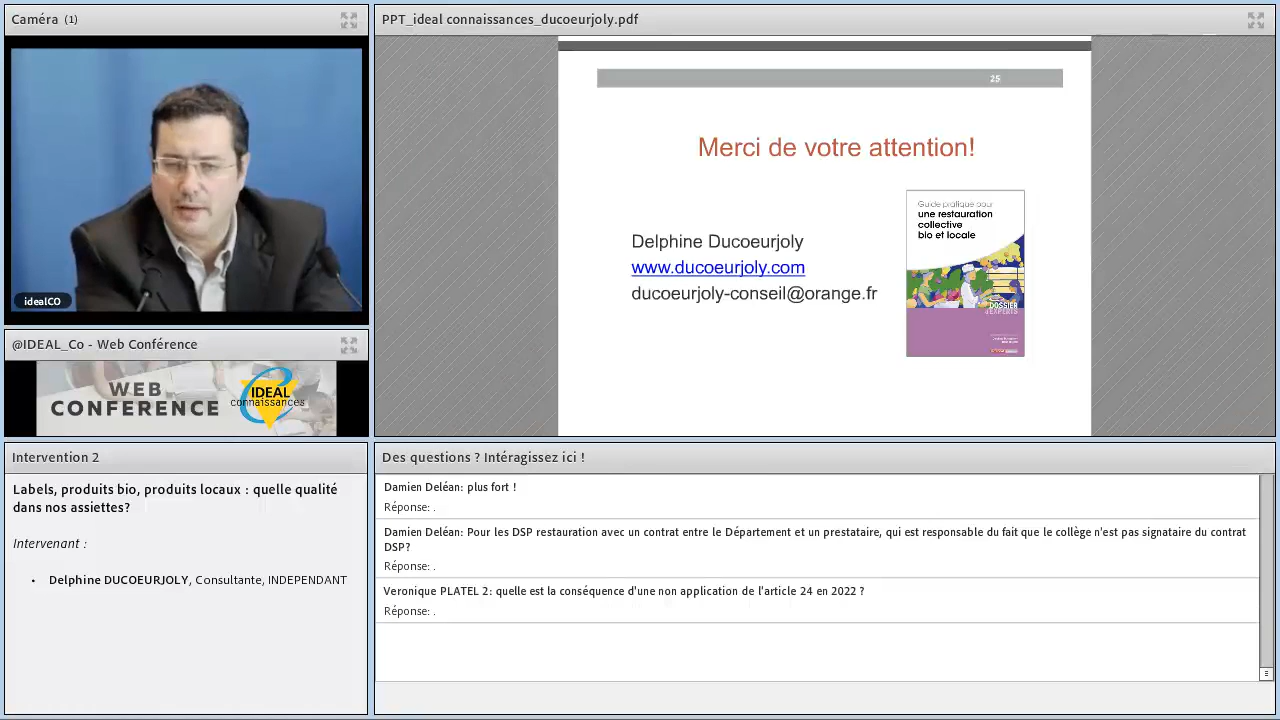 Caméra (1)
idealCO
@IDEAL_Co - Web Conférence
WEB
CONFERENCE
IDEAL
connaissances
PPT_ideal connaissances_ducoeurjoly.pdf
25
Merci de votre attention!
Delphine Ducoeurjoly
www.ducoeurjoly.com
ducoeurjoly-conseil@orange.fr
Guide pratique pour
une restauration
collective
bio et locale
DOSSIER
d'EXPERTS
Intervention 2
Labels, produits bio, produits locaux : quelle qualité
dans nos assiettes?
Intervenant :
• Delphine DUCOEURJOLY, Consultante, INDEPENDANT
Des questions ? Intéragissez ici !
Damien Deléan: plus fort !
Réponse: .
Damien Deléan: Pour les DSP restauration avec un contrat entre le Département et un prestataire, qui est responsable du fait que le collège n'est pas signataire du contrat
DSP?
Réponse: .
Veronique PLATEL 2: quelle est la conséquence d'une non application de l'article 24 en 2022 ?
Réponse: .